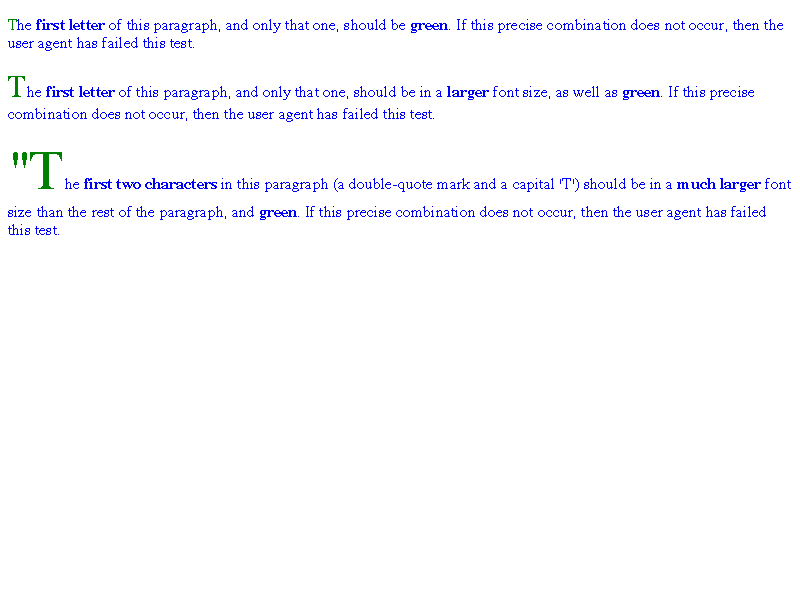 The first letter of this paragraph, and only that one, should be green. If this precise combination does not occur, then the
user agent has failed this test.
The first letter of this paragraph, and only that one, should be in a larger font size, as well as green. If this precise
combination does not occur, then the user agent has failed this test.
"The first two characters in this paragraph (a double-quote mark and a capital 'T') should be in a much larger font
size than the rest of the paragraph, and green. If this precise combination does not occur, then the user agent has failed
this test.